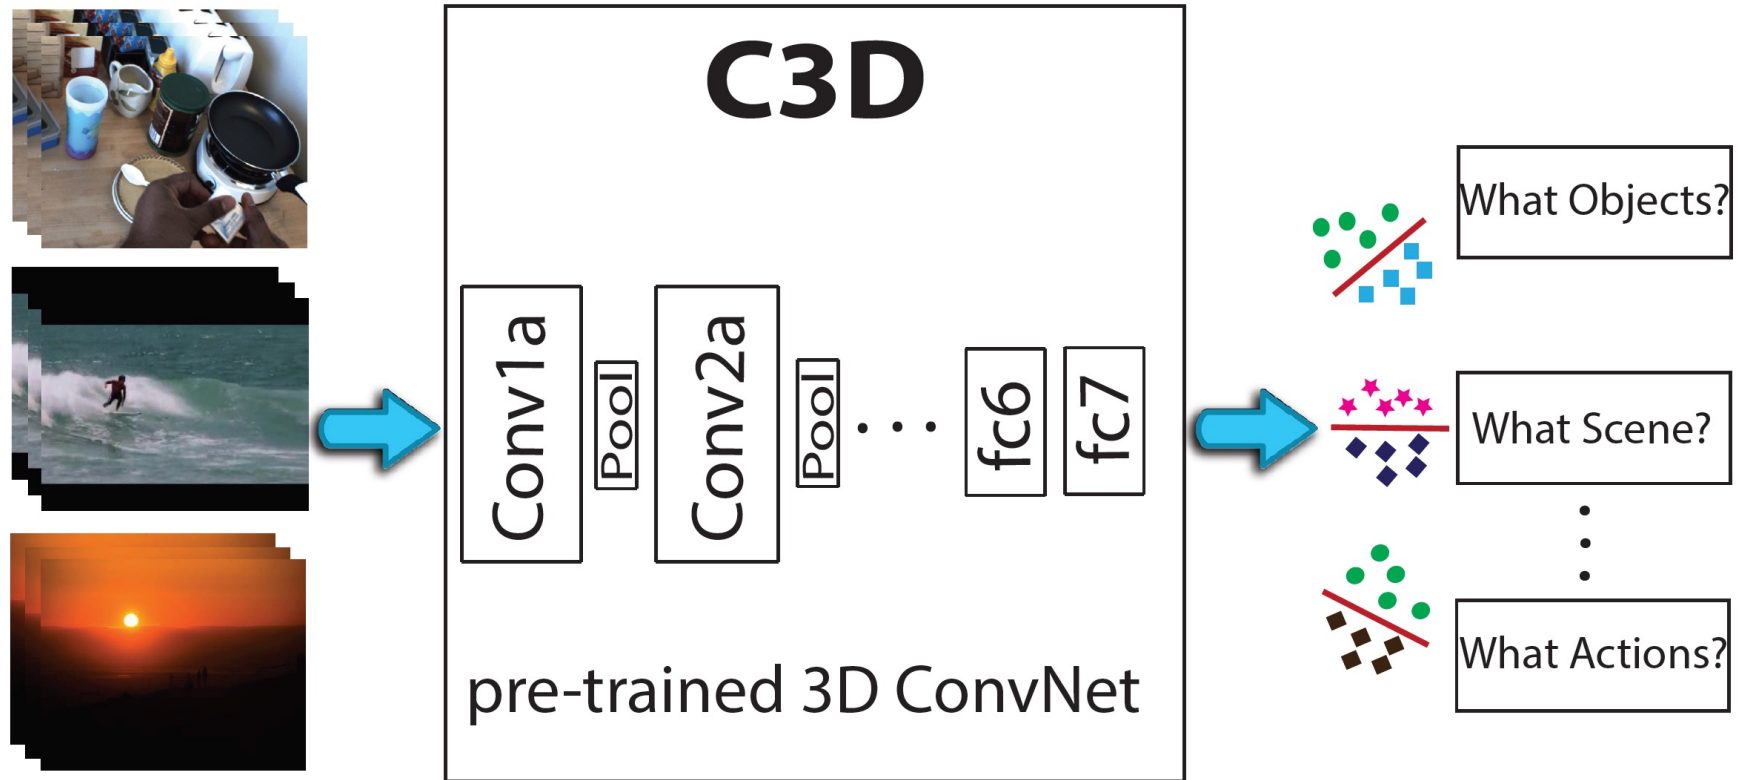 C3D
Conv1a
Pool
Conv2a
Pool
. . .
fc6
fc7
pre-trained 3D ConvNet
What Objects?
What Scene?
What Actions?